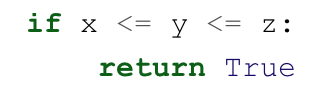 if x <= y <= z:
    return True